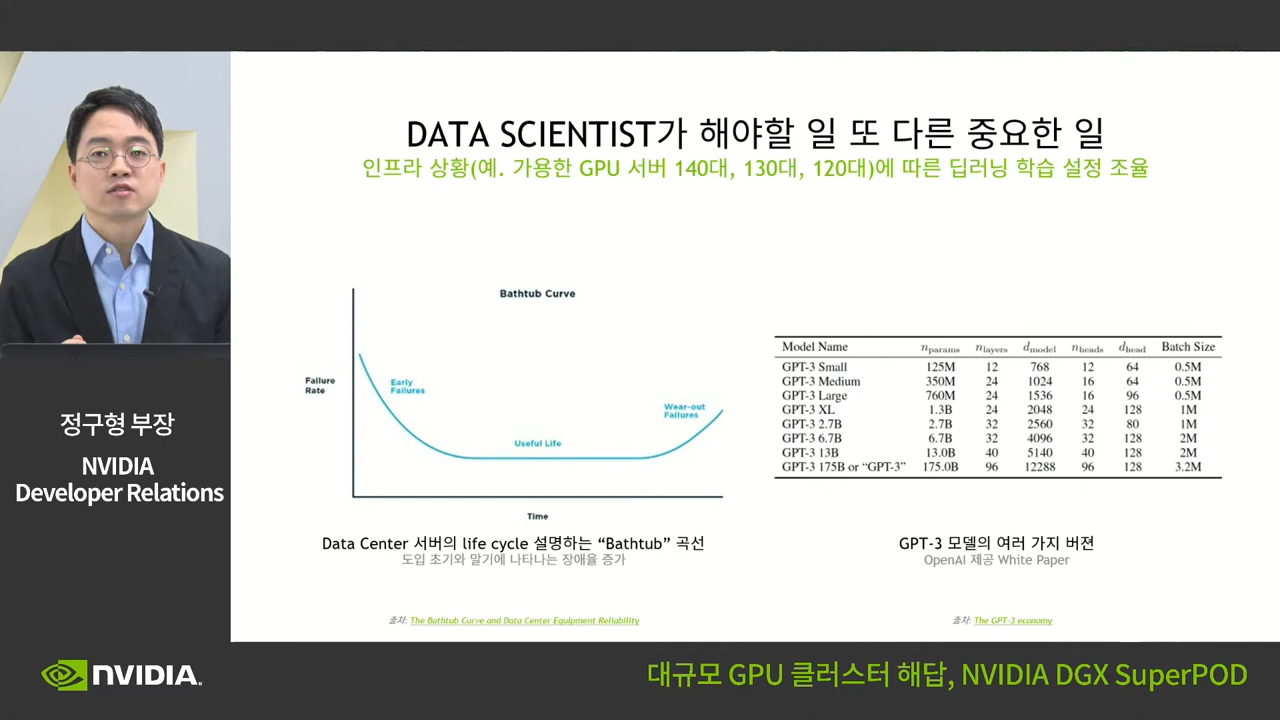 DATA SCIENTIST가 해야할 일 또 다른 중요한 일
인프라 상황(예. 가용한 GPU 서버 140대, 130대, 120대)에 따른 딥러닝 학습 설정 조율
Bathtub Curve
Failure
Rate
Early
Failures
Useful Life
Wear-out
Failures
Time
Data Center 서버의 life cycle 설명하는 “Bathtub” 곡선
도입 초기와 말기에 나타나는 장애율 증가
출처: The Bathtub Curve and Data Center Equipment Reliability
Model Name n_params n_layers d_model n_heads d_head Batch Size
GPT-3 Small 125M 12 768 12 64 0.5M
GPT-3 Medium 350M 24 1024 16 64 0.5M
GPT-3 Large 760M 24 1536 16 96 0.5M
GPT-3 XL 1.3B 24 2048 24 128 1M
GPT-3 2.7B 2.7B 32 2560 32 80 1M
GPT-3 6.7B 6.7B 32 4096 32 128 2M
GPT-3 13B 13.0B 40 5140 40 128 2M
GPT-3 175B or “GPT-3” 175.0B 96 12288 96 128 3.2M
GPT-3 모델의 여러 가지 버젼
OpenAI 제공 White Paper
출처: The GPT-3 economy
정구형 부장
NVIDIA
Developer Relations
NVIDIA.
대규모 GPU 클러스터 해답, NVIDIA DGX SuperPOD